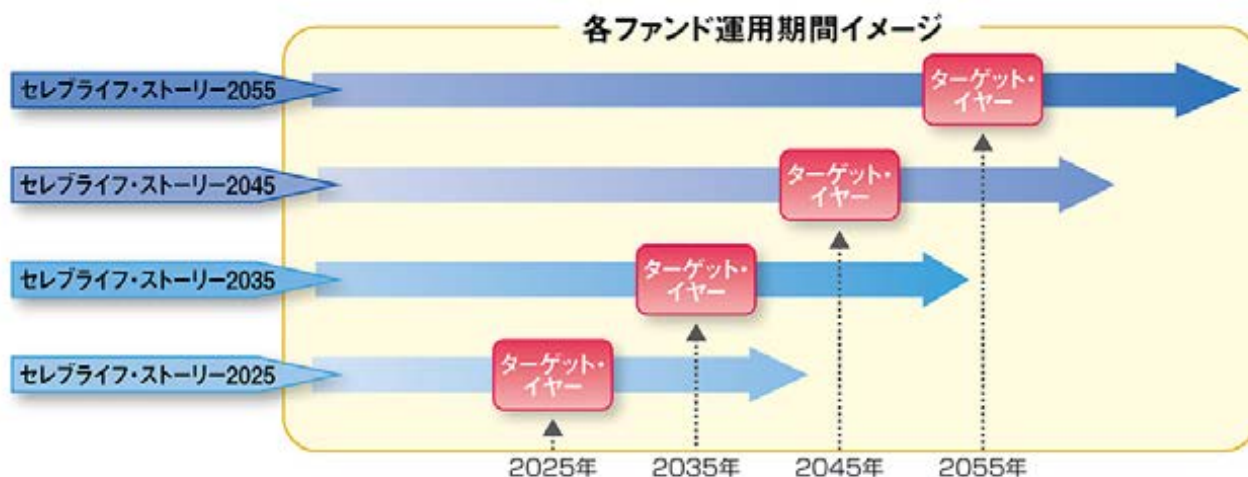 各ファンド運用期間イメージ
セレブライフ・ストーリー2055
ターゲット・
イヤー
セレブライフ・ストーリー2045
ターゲット・
イヤー
セレブライフ・ストーリー2035
ターゲット・
イヤー
セレブライフ・ストーリー2025
ターゲット・
イヤー
2025年 2035年 2045年 2055年